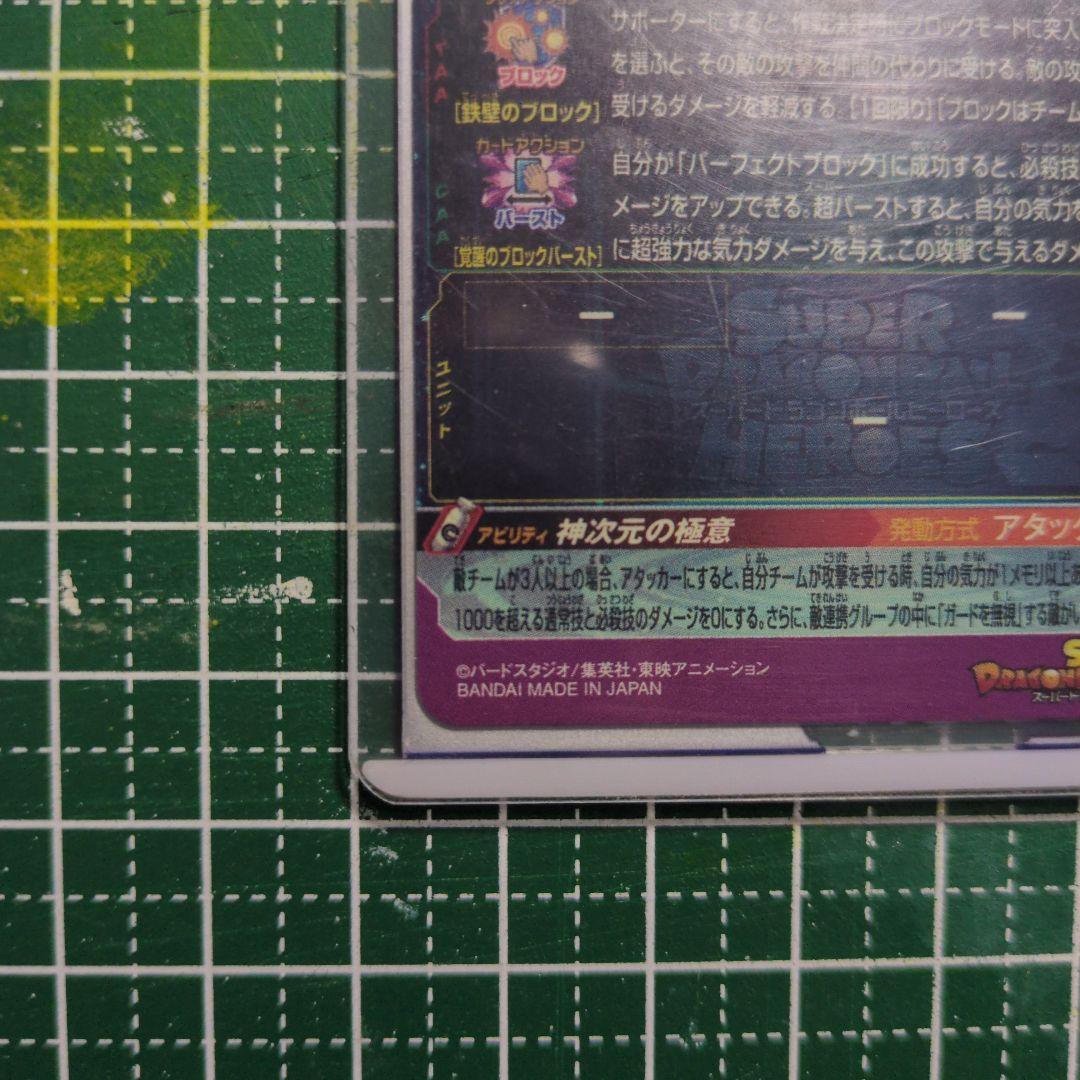 サポーターにすると、作戦決定時にブロックモードに突入
ブロック
を選ぶと、その敵の攻撃を仲間の代わりに受ける。敵の攻
[鉄壁のブロック]
受けるダメージを軽減する。[1回限り][ブロックはチーム
カードアクション
バースト
自分が「パーフェクトブロック」に成功すると、必殺技
メージをアップできる。超バーストすると、自分の気力を
[覚醒のブロックバースト]
に超強力な気力ダメージを与え、この攻撃で与えるダメ
CAA
ユニット
SUPER
DRAGON BALL
スーパードラゴンボールヒーローズ
HEROES
アビリティ 神次元の極意
発動方式 アタック
敵チームが3人以上の場合、アタッカーにすると、自分チームが攻撃を受ける時、自分の気力が1メモリ以上あ
1000を超える通常技と必殺技のダメージを0にする。さらに、敵連携グループの中に「ガードを無視」する敵がい
©バードスタジオ/集英社・東映アニメーション
BANDAI MADE IN JAPAN